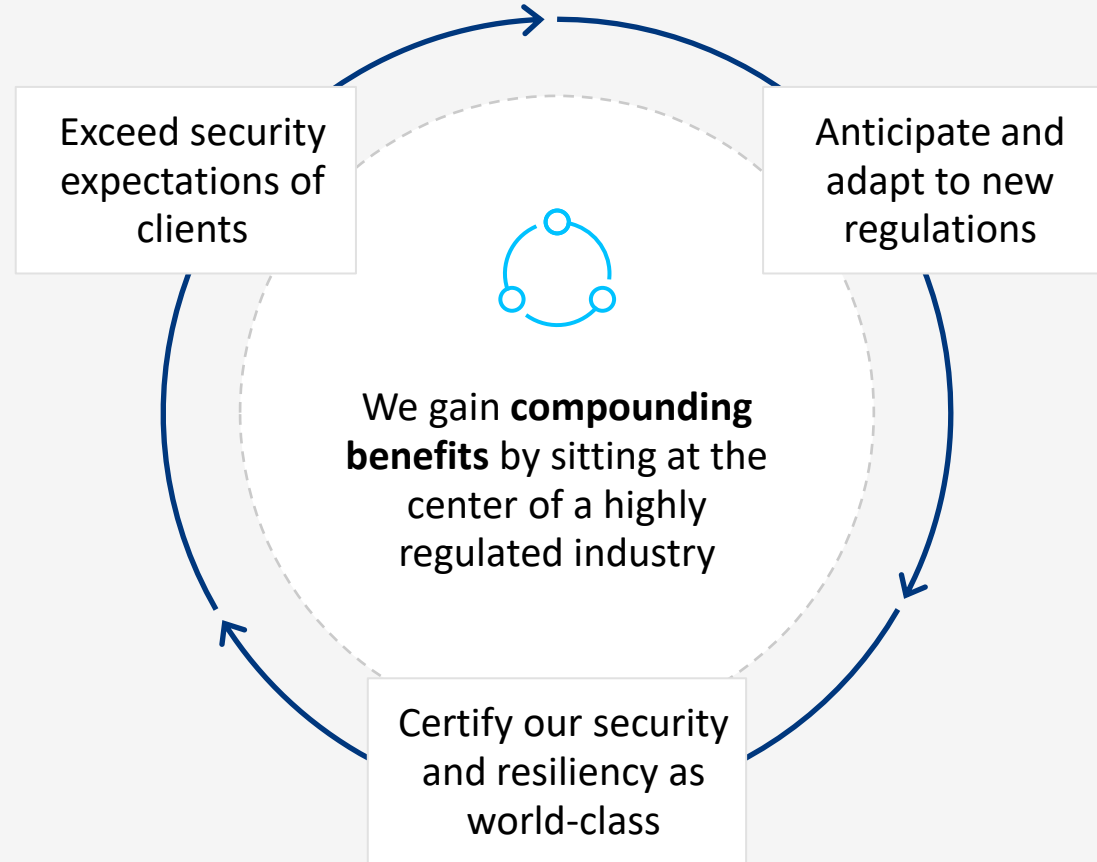 Exceed security
expectations of
clients
Anticipate and
adapt to new
regulations
We gain compounding
benefits by sitting at the
center of a highly
regulated industry
Certify our security
and resiliency as
world-class